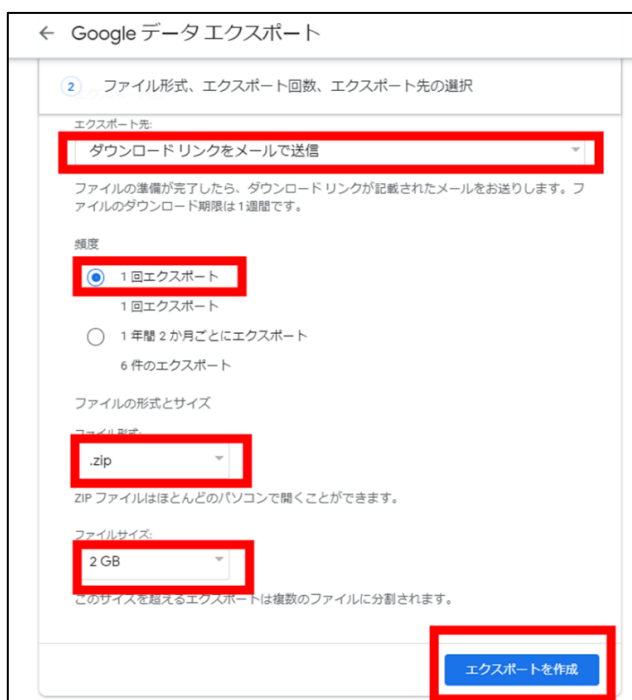 ← Google データ エクスポート
2 ファイル形式、エクスポート回数、エクスポート先の選択
エクスポート先:
ダウンロード リンクをメールで送信
ファイルの準備が完了したら、ダウンロード リンクが記載されたメールをお送りします。フ
ァイルのダウンロード期限は1週間です。
頻度
1 回エクスポート
1 回エクスポート
1 年間 2 か月ごとにエクスポート
6 件のエクスポート
ファイルの形式とサイズ
ファイル形式:
.zip
ZIP ファイルはほとんどのパソコンで開くことができます。
ファイルサイズ:
2 GB
このサイズを超えるエクスポートは複数のファイルに分割されます。
エクスポートを作成